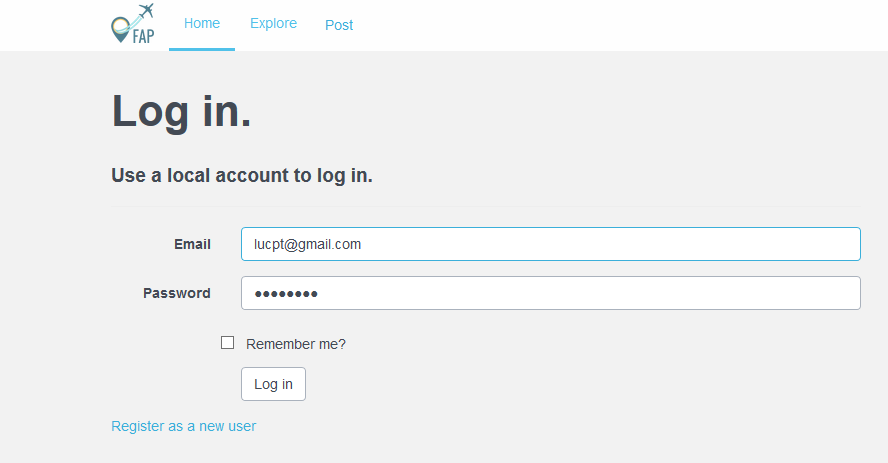 FAP
Home Explore Post
Log in.
Use a local account to log in.
Email lucpt@gmail.com
Password ●●●●●●●●
Remember me?
Log in
Register as a new user